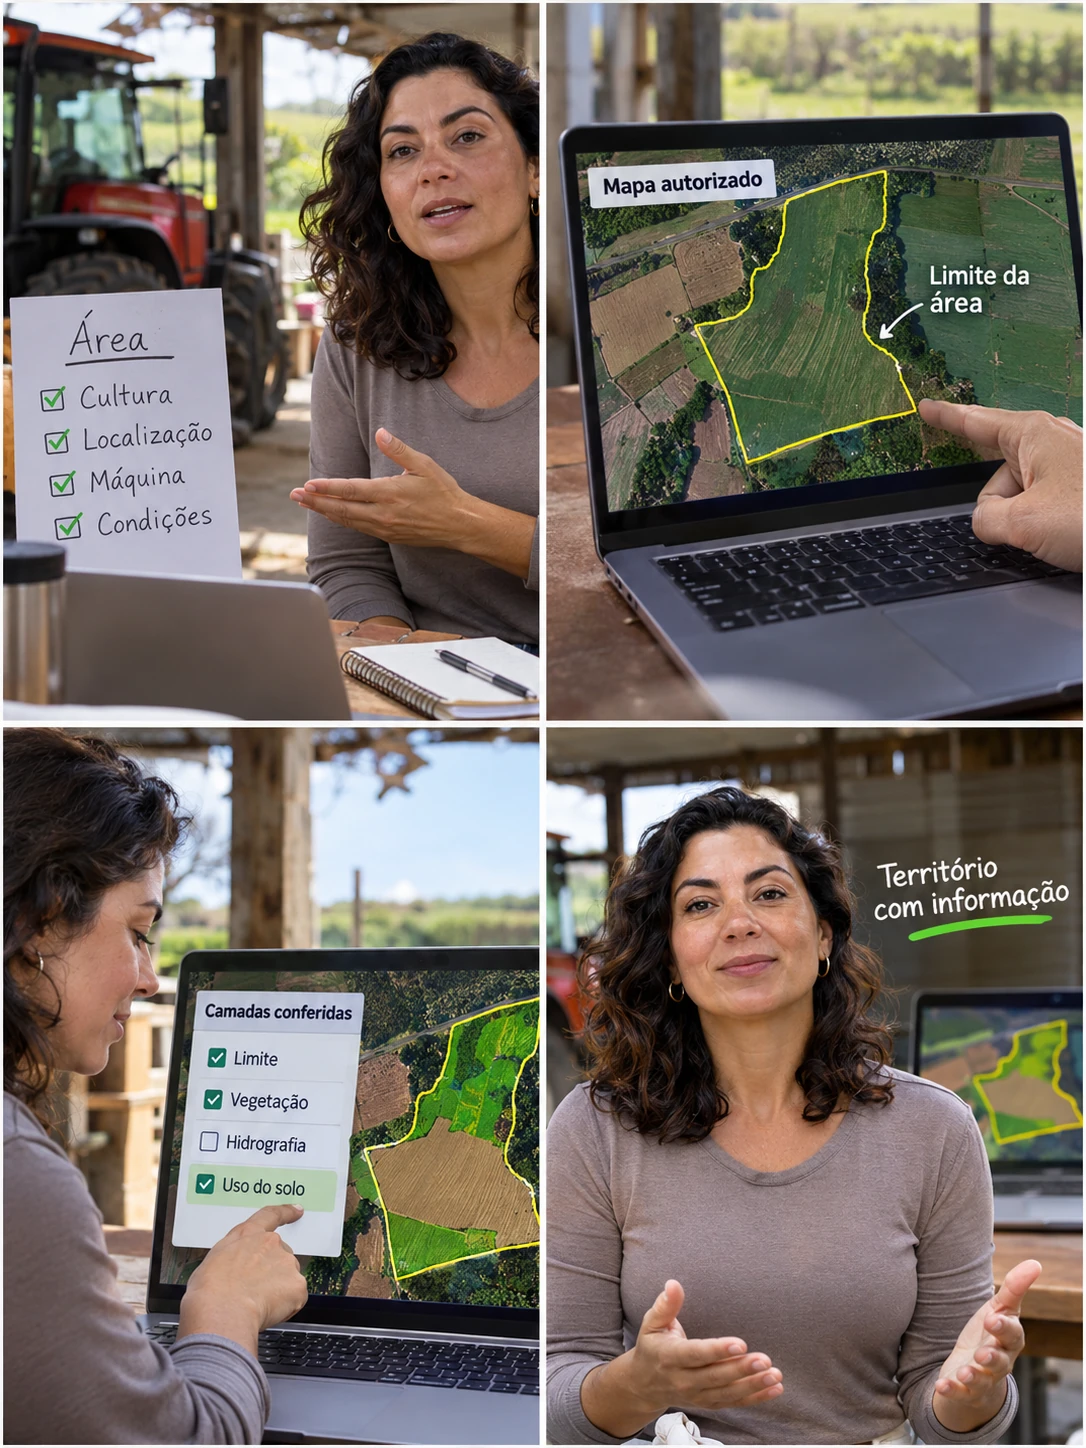 Área
Cultura
Localização
Máquina
Condições
Mapa autorizado
Limite da
área
Camadas conferidas
Limite
Vegetação
Hidrografia
Uso do solo
Território
com informação